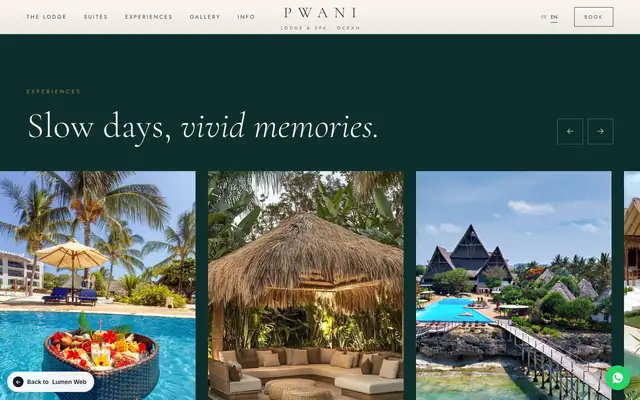 THE LODGE SUITES EXPERIENCES GALLERY INFO
PWANI
LODGE & SPA OCEAN
FR EN
BOOK
EXPERIENCES
Slow days, vivid memories.
← →
Back to Lumen Web